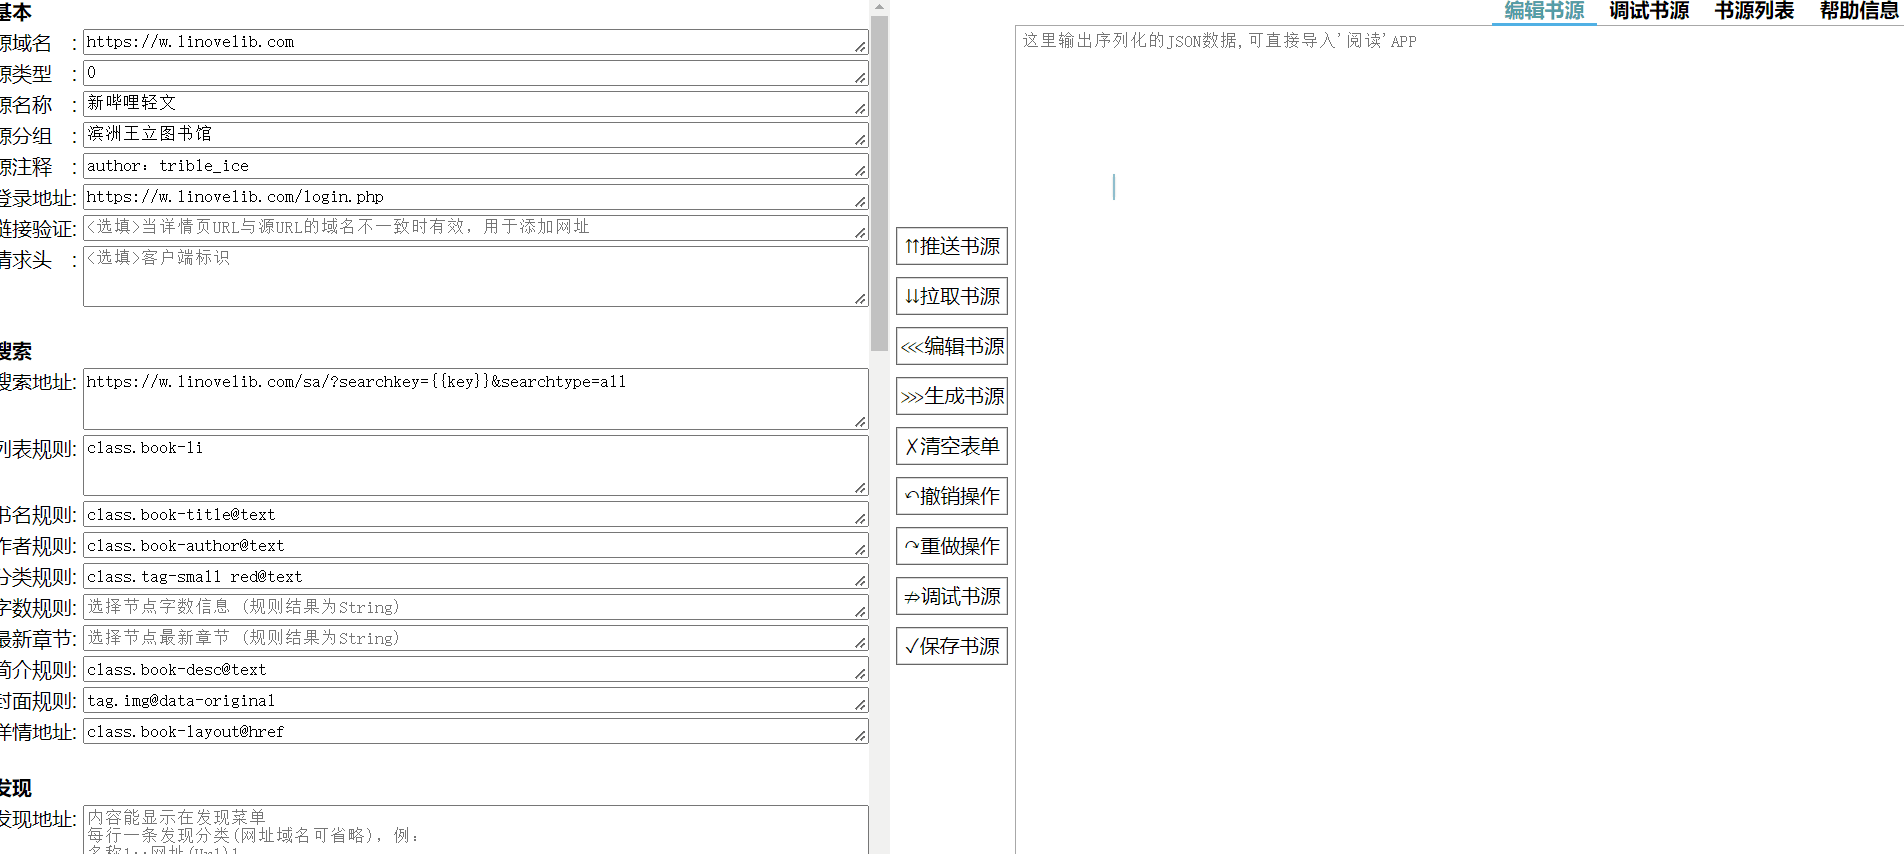 基本
源域名 : https://w.linovelib.com
源类型 : 0
源名称 : 新哔哩轻文
源分组 : 滨洲王立图书馆
源注释 : author: trible_ice
登录地址: https://w.linovelib.com/login.php
链接验证: <选填>当详情页URL与源URL的域名不一致时有效，用于添加网址
请求头 : <选填>客户端标识
搜索
搜索地址: https://w.linovelib.com/sa/?searchkey={{key}}&searchtype=all
列表规则: class.book-li
书名规则: class.book-title@text
作者规则: class.book-author@text
分类规则: class.tag-small red@text
字数规则: 选择节点字数信息 (规则结果为String)
最新章节: 选择节点最新章节 (规则结果为String)
简介规则: class.book-desc@text
封面规则: tag.img@data-original
详情地址: class.book-layout@href
发现
发现地址: 内容能显示在发现菜单
每行一条发现分类(网址域名可省略)，例：
名称1::网址(Url)1
⇈推送书源
⇊拉取书源
⋘编辑书源
⋙生成书源
✗清空表单
↶撤销操作
↷重做操作
⇏调试书源
✓保存书源
编辑书源 调试书源 书源列表 帮助信息
这里输出序列化的JSON数据,可直接导入'阅读'APP